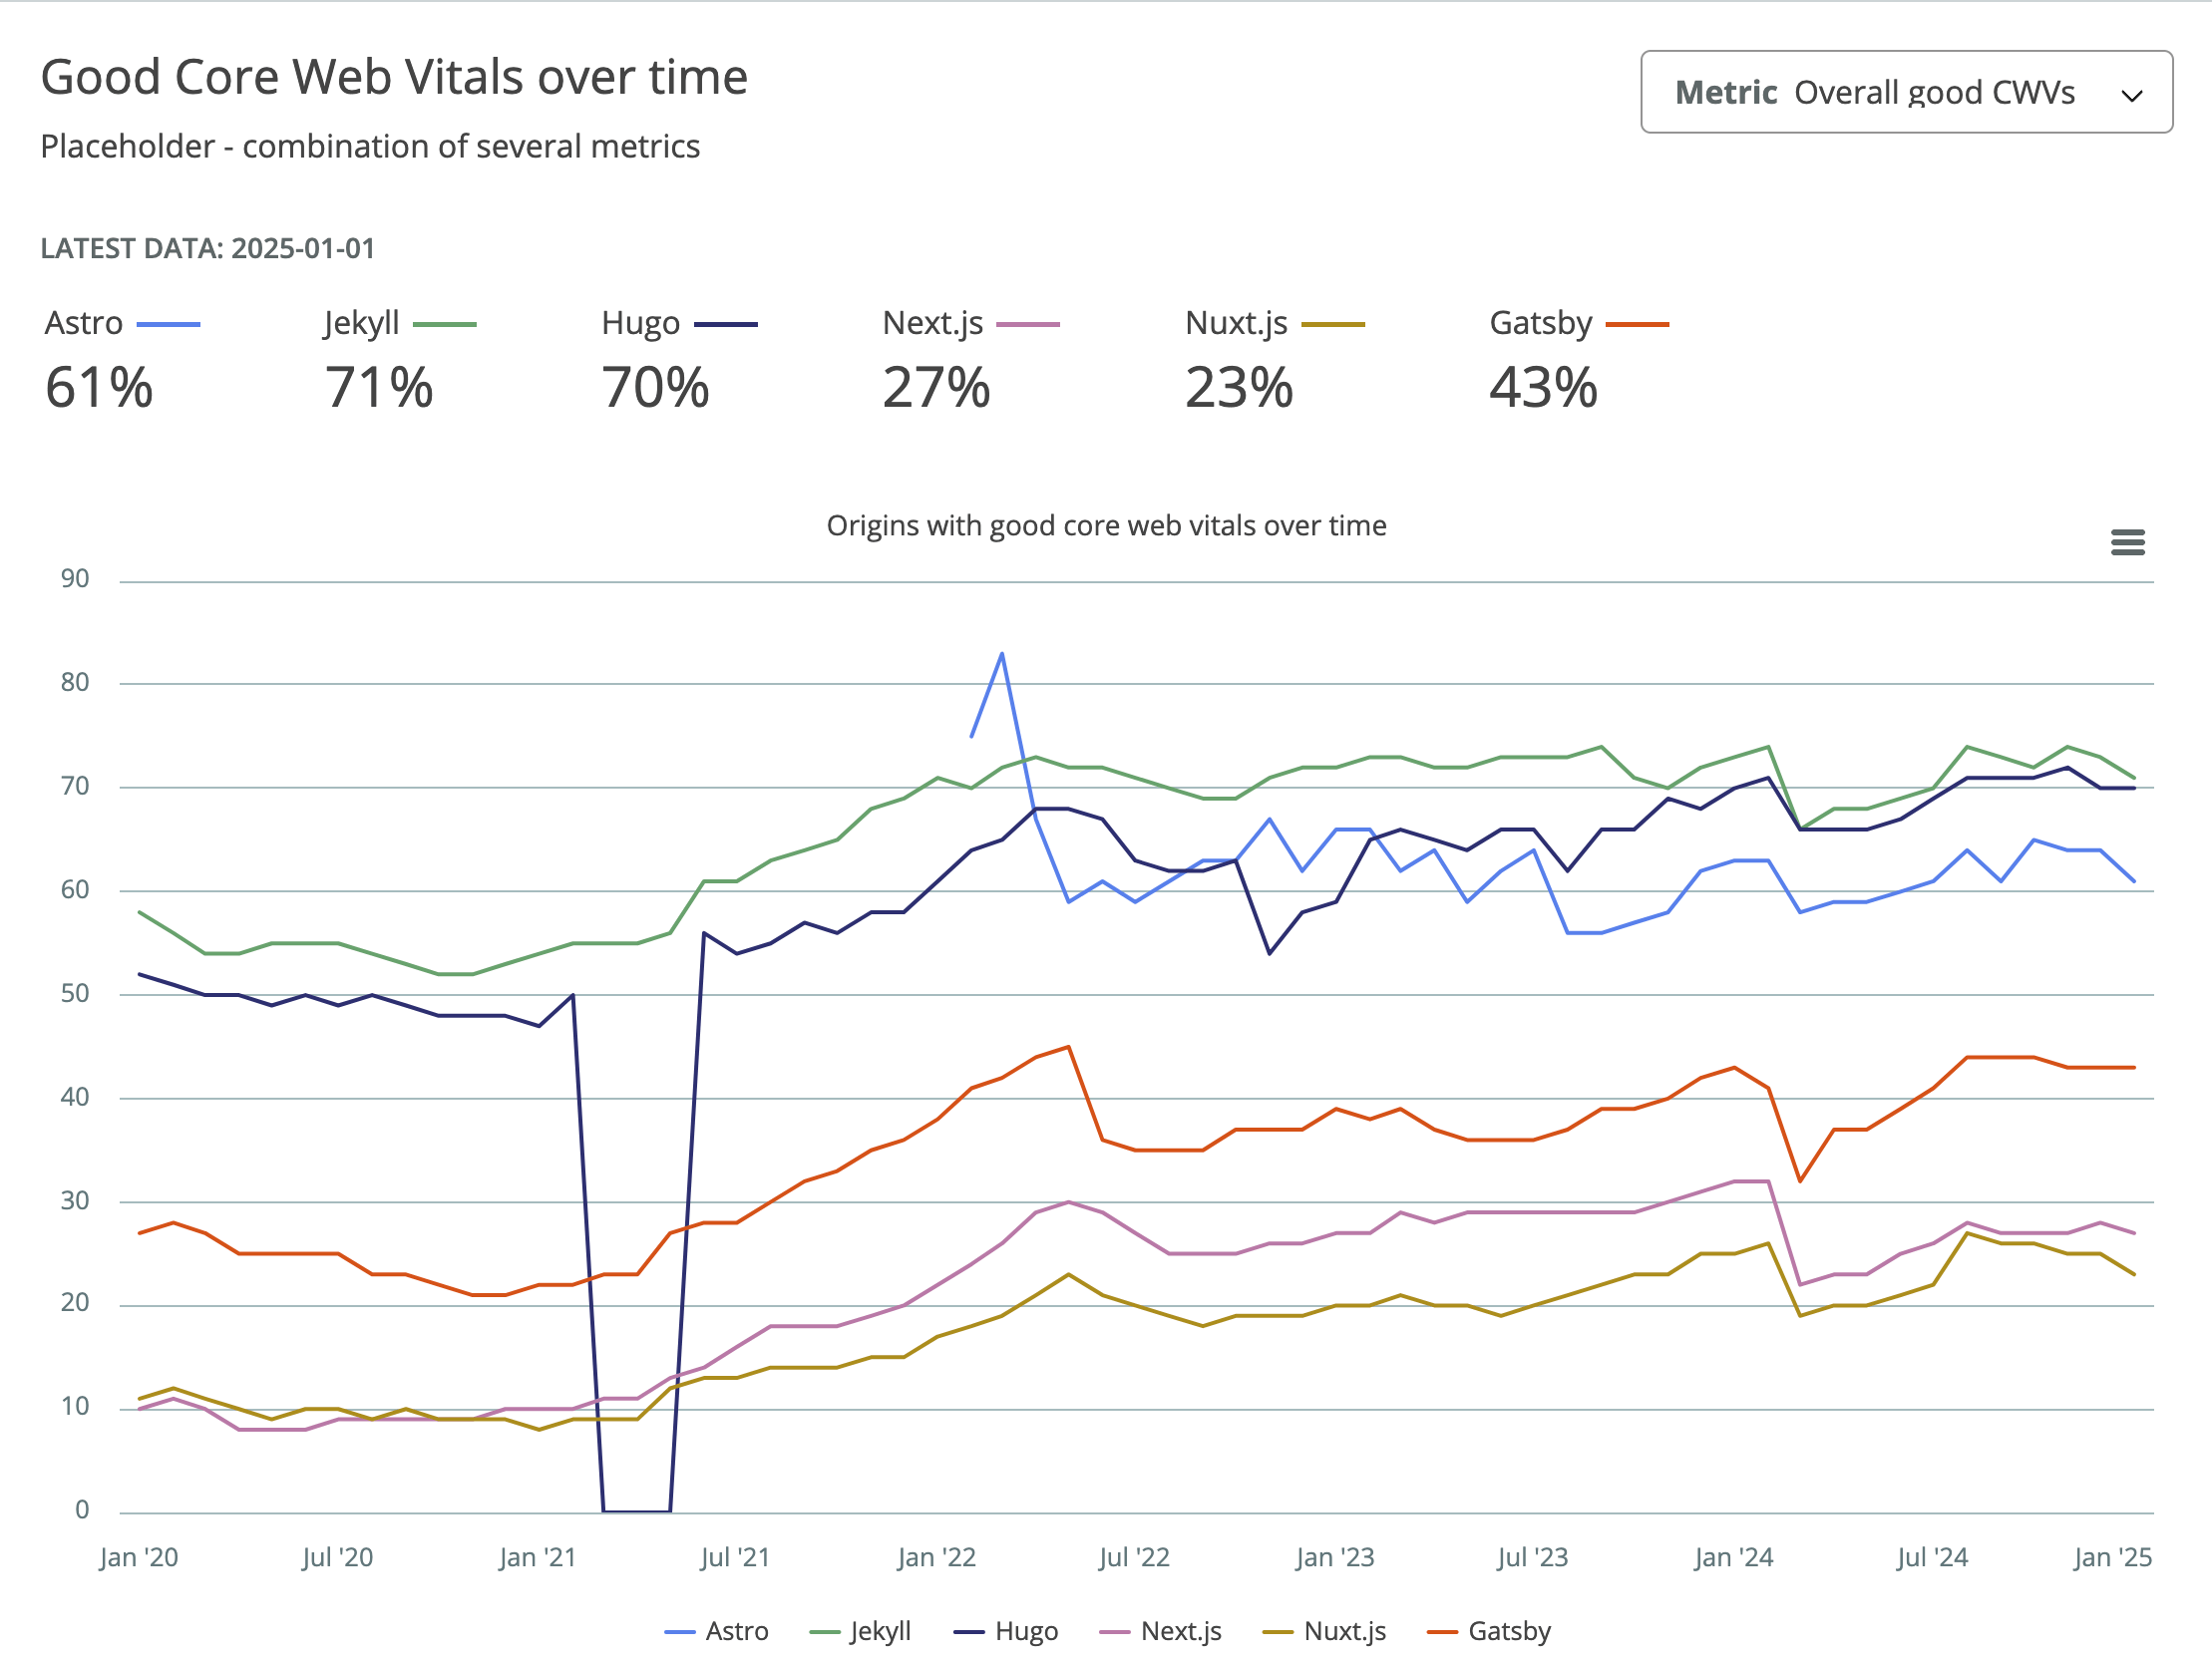 Good Core Web Vitals over time
Metric Overall good CWVs
Placeholder - combination of several metrics
LATEST DATA: 2025-01-01
Astro Jekyll Hugo Next.js Nuxt.js Gatsby
61% 71% 70% 27% 23% 43%
Origins with good core web vitals over time
90
80
70
60
50
40
30
20
10
0
Jan '20 Jul '20 Jan '21 Jul '21 Jan '22 Jul '22 Jan '23 Jul '23 Jan '24 Jul '24 Jan '25
Astro Jekyll Hugo Next.js Nuxt.js Gatsby